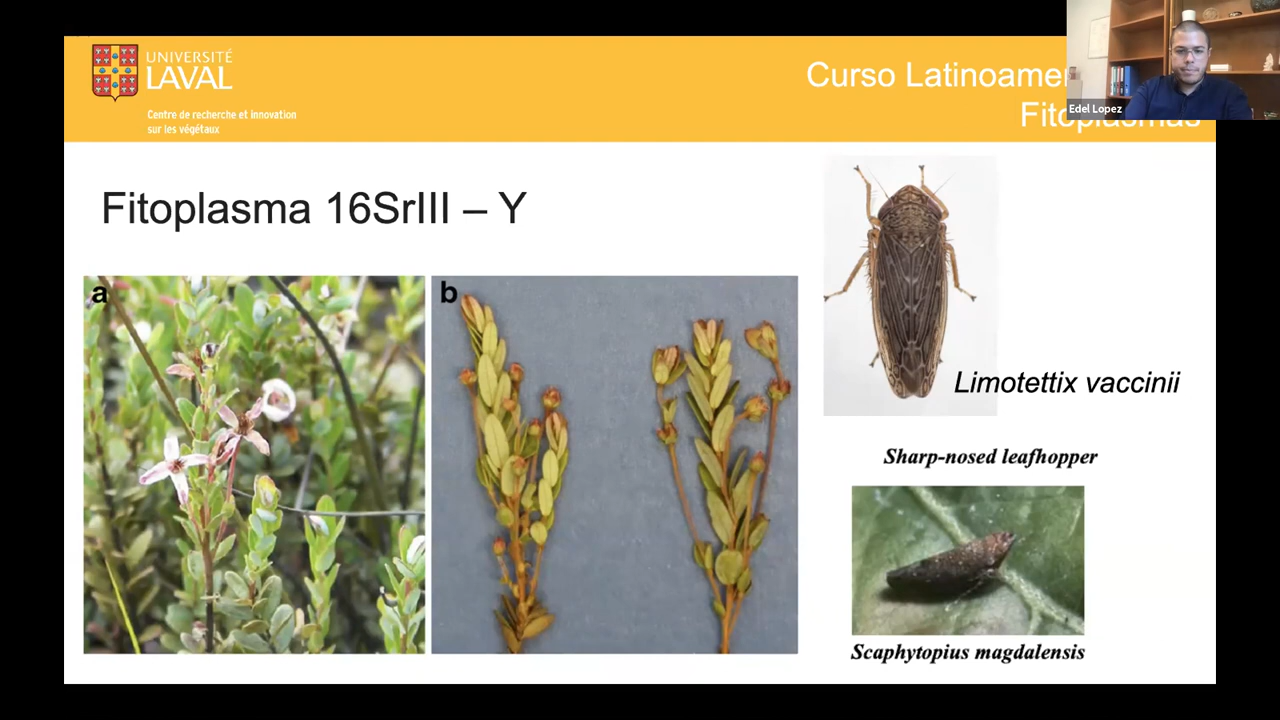 UNIVERSITÉ
LAVAL
Centre de recherche et innovation
sur les végétaux
Curso Latinoamer
Fitoplasmas
Edel Lopez
Fitoplasma 16SrIII – Y
a
b
Limotettix vaccinii
Sharp-nosed leafhopper
Scaphytopius magdalensis